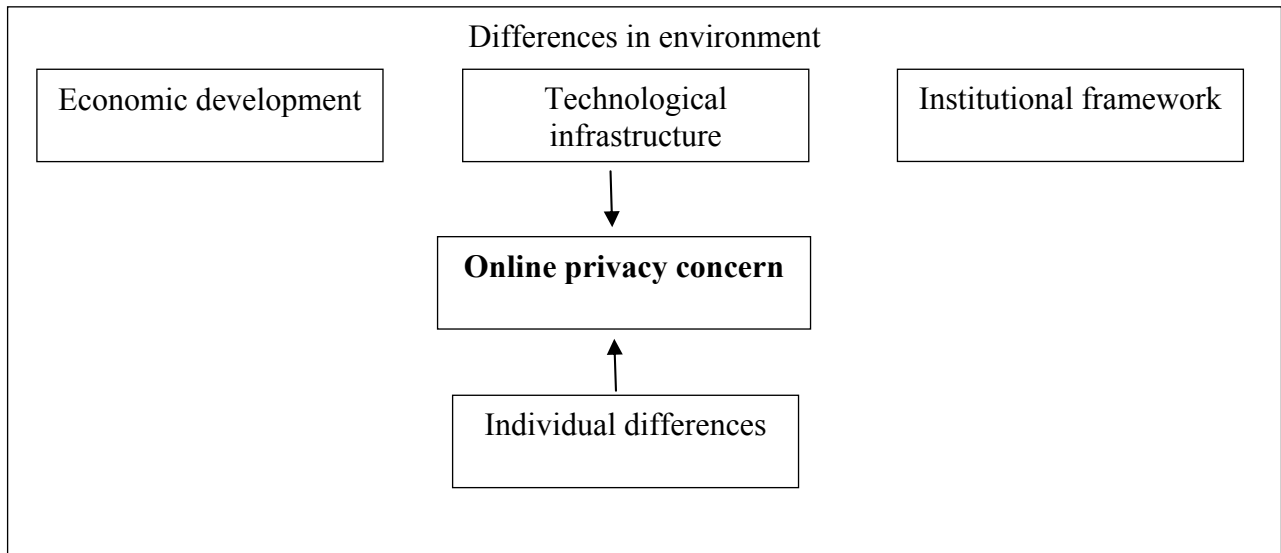 Differences in environment
Economic development
Technological
infrastructure
Institutional framework
Online privacy concern
Individual differences